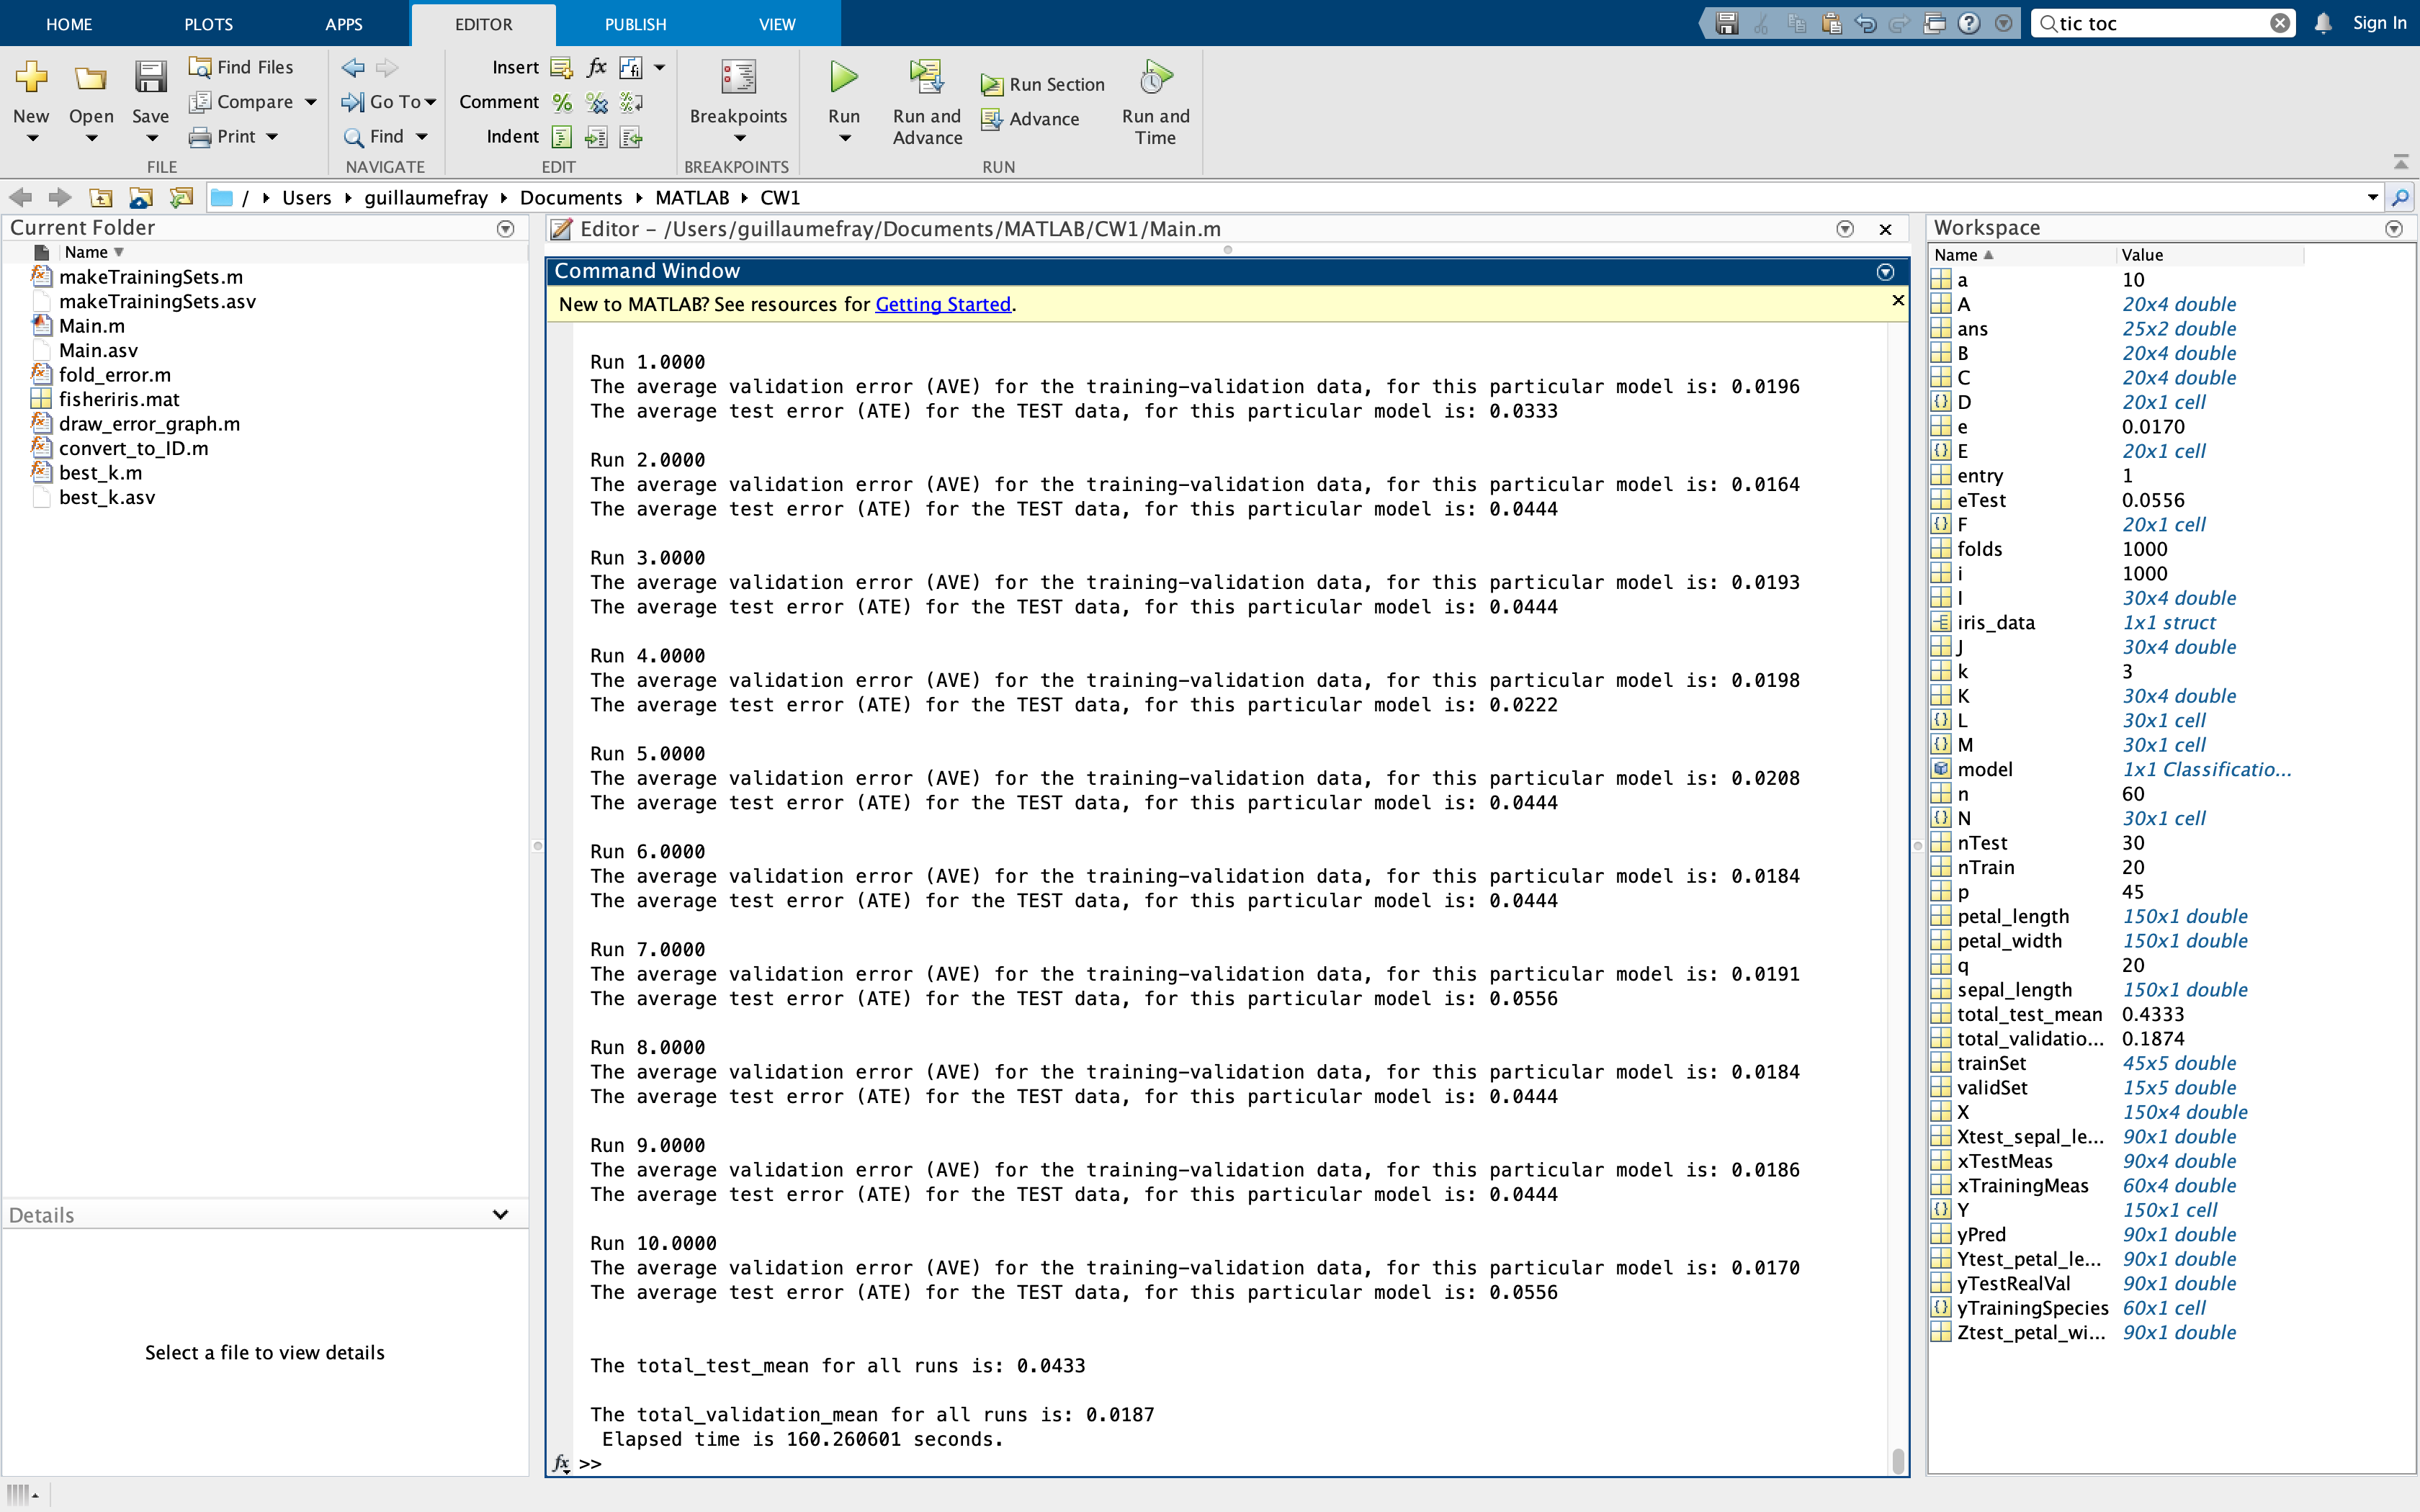 HOME PLOTS APPS EDITOR PUBLISH VIEW tic toc Sign In
New Open Save Find Files Compare Print FILE
Go To Find NAVIGATE
Insert fx fi Comment Indent EDIT
Breakpoints BREAKPOINTS
Run Run and Advance Run Section Advance Run and Time RUN
/ Users guillaumefray Documents MATLAB CW1
Current Folder
Name
makeTrainingSets.m
makeTrainingSets.asv
Main.m
Main.asv
fold_error.m
fisheriris.mat
draw_error_graph.m
convert_to_ID.m
best_k.m
best_k.asv
Details
Select a file to view details
Editor – /Users/guillaumefray/Documents/MATLAB/CW1/Main.m
Command Window
New to MATLAB? See resources for Getting Started.
Run 1.0000
The average validation error (AVE) for the training-validation data, for this particular model is: 0.0196
The average test error (ATE) for the TEST data, for this particular model is: 0.0333
Run 2.0000
The average validation error (AVE) for the training-validation data, for this particular model is: 0.0164
The average test error (ATE) for the TEST data, for this particular model is: 0.0444
Run 3.0000
The average validation error (AVE) for the training-validation data, for this particular model is: 0.0193
The average test error (ATE) for the TEST data, for this particular model is: 0.0444
Run 4.0000
The average validation error (AVE) for the training-validation data, for this particular model is: 0.0198
The average test error (ATE) for the TEST data, for this particular model is: 0.0222
Run 5.0000
The average validation error (AVE) for the training-validation data, for this particular model is: 0.0208
The average test error (ATE) for the TEST data, for this particular model is: 0.0444
Run 6.0000
The average validation error (AVE) for the training-validation data, for this particular model is: 0.0184
The average test error (ATE) for the TEST data, for this particular model is: 0.0444
Run 7.0000
The average validation error (AVE) for the training-validation data, for this particular model is: 0.0191
The average test error (ATE) for the TEST data, for this particular model is: 0.0556
Run 8.0000
The average validation error (AVE) for the training-validation data, for this particular model is: 0.0184
The average test error (ATE) for the TEST data, for this particular model is: 0.0444
Run 9.0000
The average validation error (AVE) for the training-validation data, for this particular model is: 0.0186
The average test error (ATE) for the TEST data, for this particular model is: 0.0444
Run 10.0000
The average validation error (AVE) for the training-validation data, for this particular model is: 0.0170
The average test error (ATE) for the TEST data, for this particular model is: 0.0556
The total_test_mean for all runs is: 0.0433
The total_validation_mean for all runs is: 0.0187
Elapsed time is 160.260601 seconds.
fx >>
Workspace
Name Value
a 10
A 20x4 double
ans 25x2 double
B 20x4 double
C 20x4 double
D 20x1 cell
e 0.0170
E 20x1 cell
entry 1
eTest 0.0556
F 20x1 cell
folds 1000
i 1000
I 30x4 double
iris_data 1x1 struct
J 30x4 double
k 3
K 30x4 double
L 30x1 cell
M 30x1 cell
model 1x1 Classificatio...
n 60
N 30x1 cell
nTest 30
nTrain 20
p 45
petal_length 150x1 double
petal_width 150x1 double
q 20
sepal_length 150x1 double
total_test_mean 0.4333
total_validatio... 0.1874
trainSet 45x5 double
validSet 15x5 double
X 150x4 double
Xtest_sepal_le... 90x1 double
xTestMeas 90x4 double
xTrainingMeas 60x4 double
Y 150x1 cell
yPred 90x1 double
Ytest_petal_le... 90x1 double
yTestRealVal 90x1 double
yTrainingSpecies 60x1 cell
Ztest_petal_wi... 90x1 double